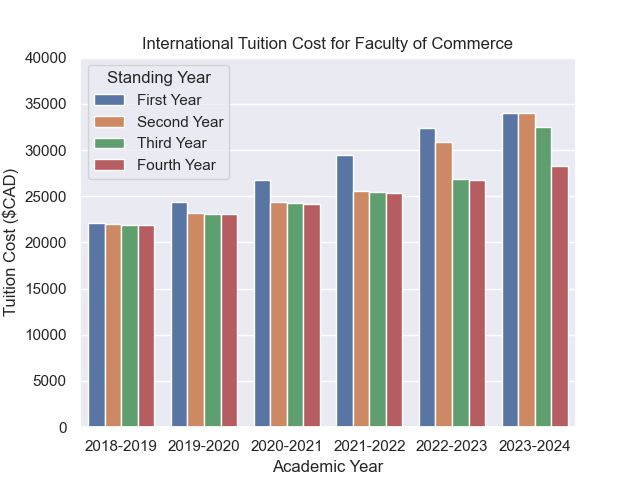 International Tuition Cost for Faculty of Commerce
40000
35000
30000
25000
20000
15000
10000
5000
0
Tuition Cost ($CAD)
Standing Year
First Year
Second Year
Third Year
Fourth Year
2018-2019 2019-2020 2020-2021 2021-2022 2022-2023 2023-2024
Academic Year